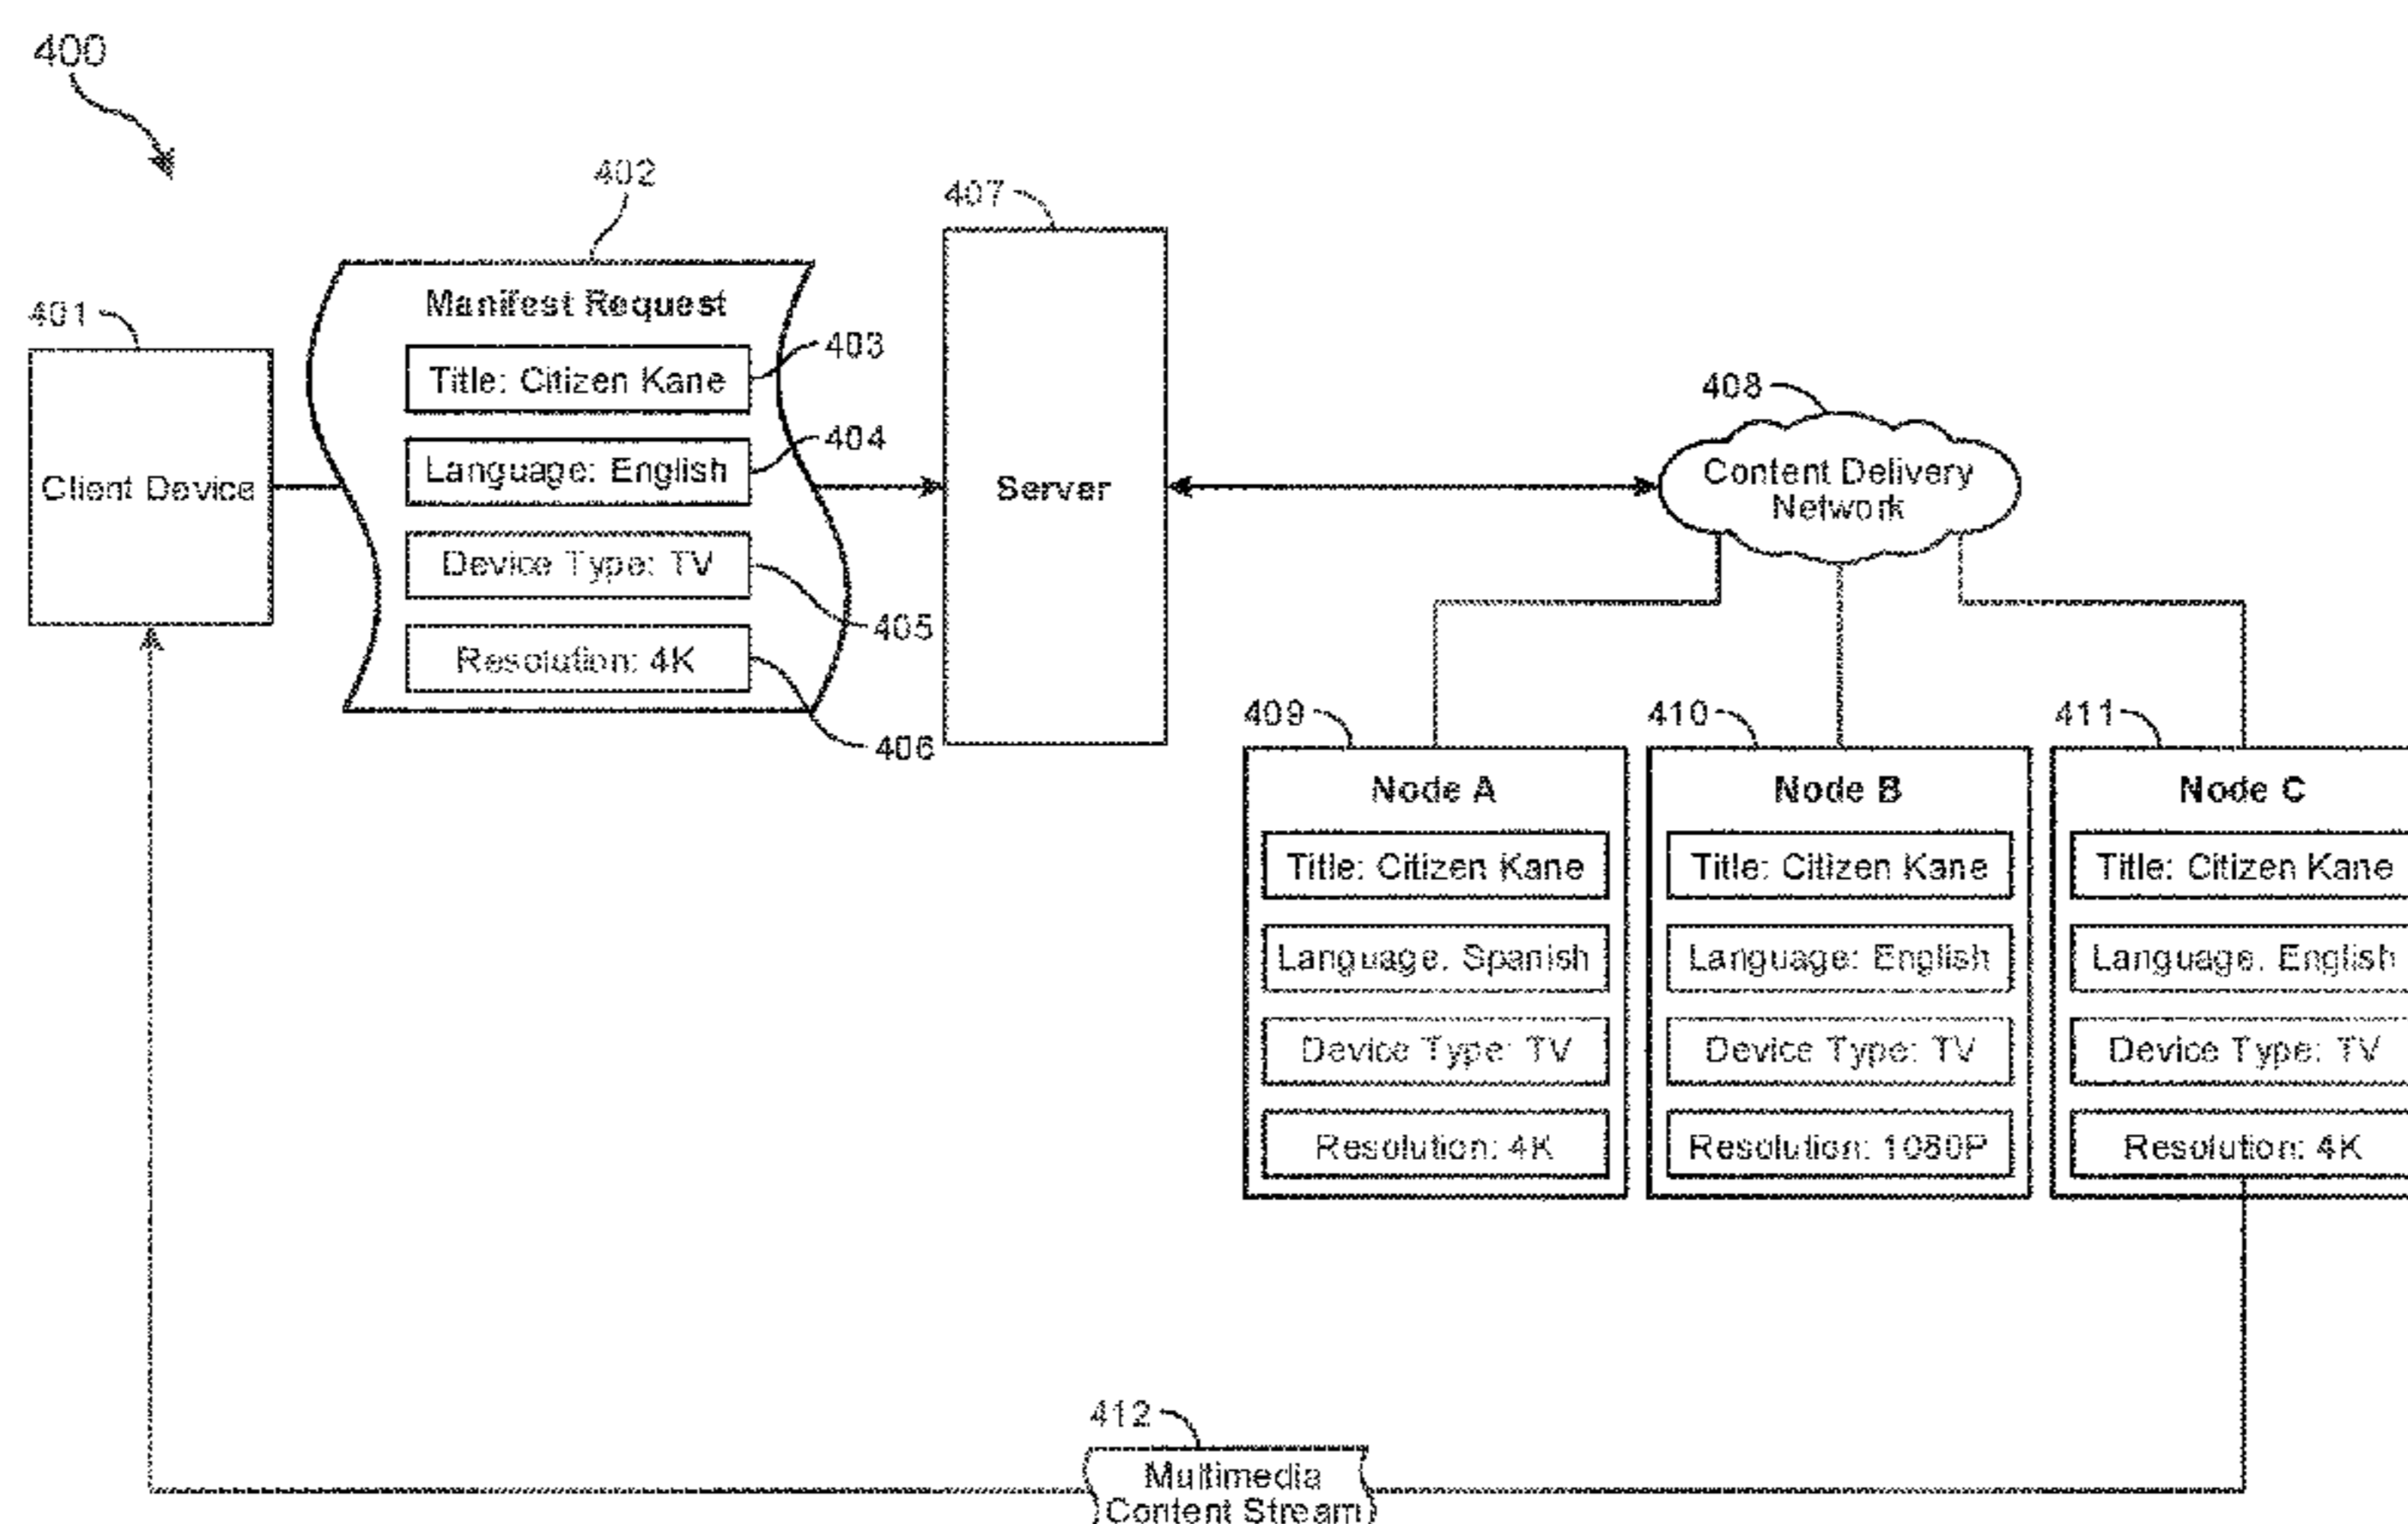 400
402
407
401
Manifest Request
403
Title: Citizen Kane
404
Language: English
Client Device
Device Type: TV
405
Resolution: 4K
406
Server
408
Content Delivery
Network
409
410
411
Node A
Title: Citizen Kane
Language. Spanish
Device Type: TV
Resolution: 4K
Node B
Title: Citizen Kane
Language: English
Device Type: TV
Resolution: 1080P
Node C
Title: Citizen Kane
Language. English
Device Type: TV
Resolution: 4K
412
Multimedia
Content Stream